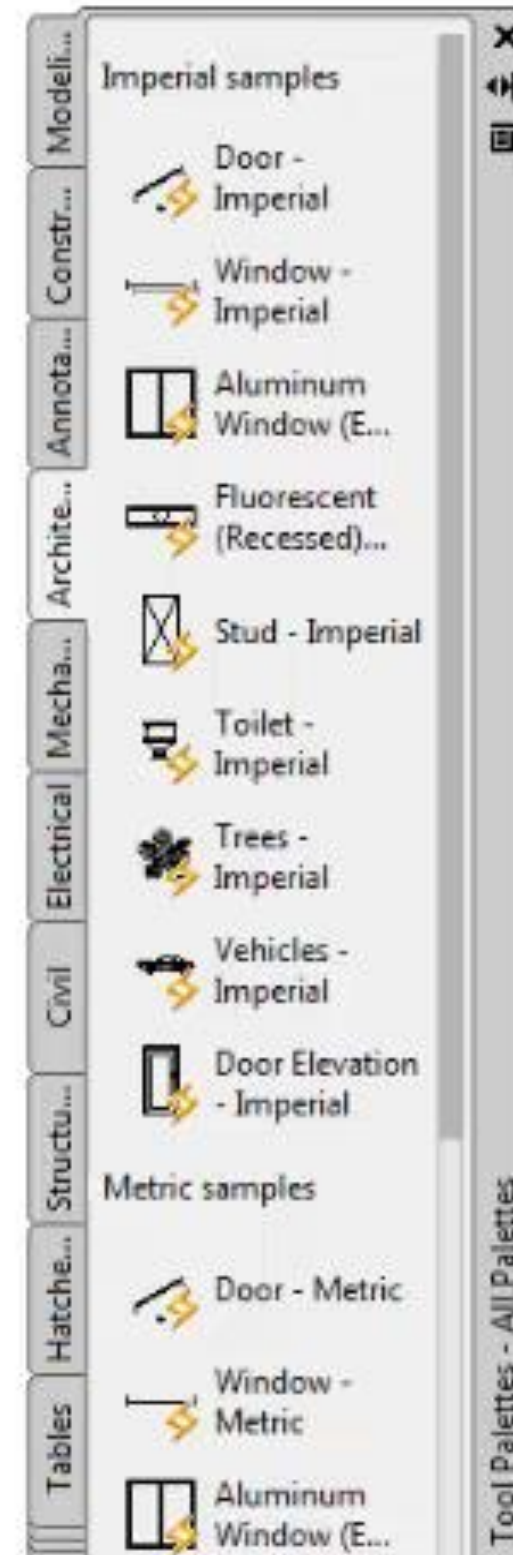 Modeli...
Constr...
Annota...
Archite...
Mecha...
Electrical
Civil
Structu...
Hatche...
Tables
Imperial samples
Door -
Imperial
Window -
Imperial
Aluminum
Window (E...
Fluorescent
(Recessed)...
Stud - Imperial
Toilet -
Imperial
Trees -
Imperial
Vehicles -
Imperial
Door Elevation
- Imperial
Metric samples
Door - Metric
Window -
Metric
Aluminum
Window (E...
Tool Palettes - All Palettes